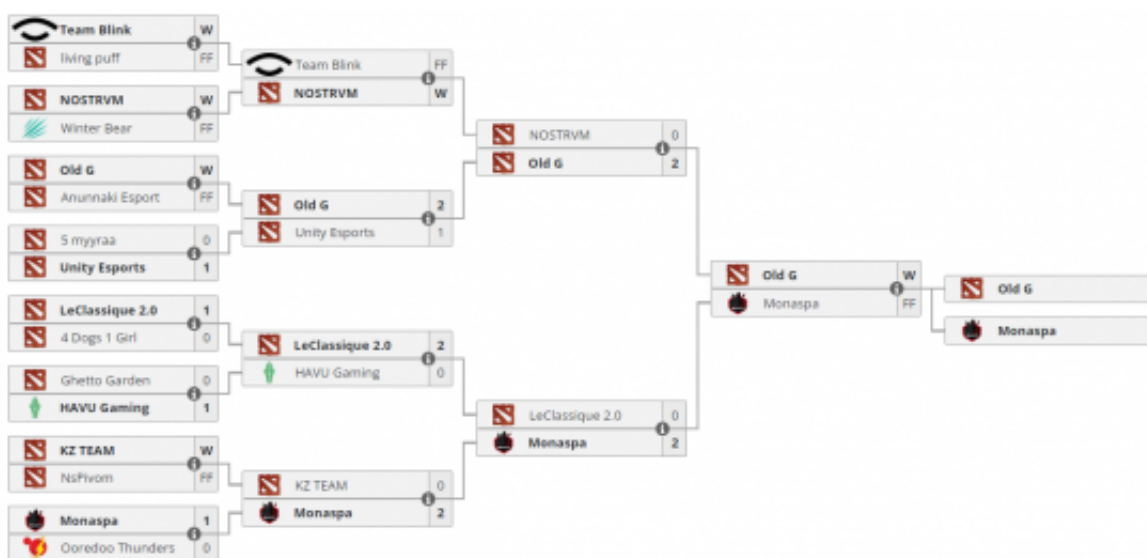 Team Blink W
living puff FF
NOSTRVM W
Winter Bear FF
Old G W
Anunnaki Esport FF
5 myyraa 0
Unity Esports 1
LeClassique 2.0 1
4 Dogs 1 Girl 0
Ghetto Garden 0
HAVU Gaming 1
KZ TEAM W
NsPivom FF
Monaspa 1
Ooredoo Thunders 0
Team Blink FF
NOSTRVM W
Old G 2
Unity Esports 1
LeClassique 2.0 2
HAVU Gaming 0
KZ TEAM 0
Monaspa 2
NOSTRVM 0
Old G 2
LeClassique 2.0 0
Monaspa 2
Old G W
Monaspa FF
Old G
Monaspa